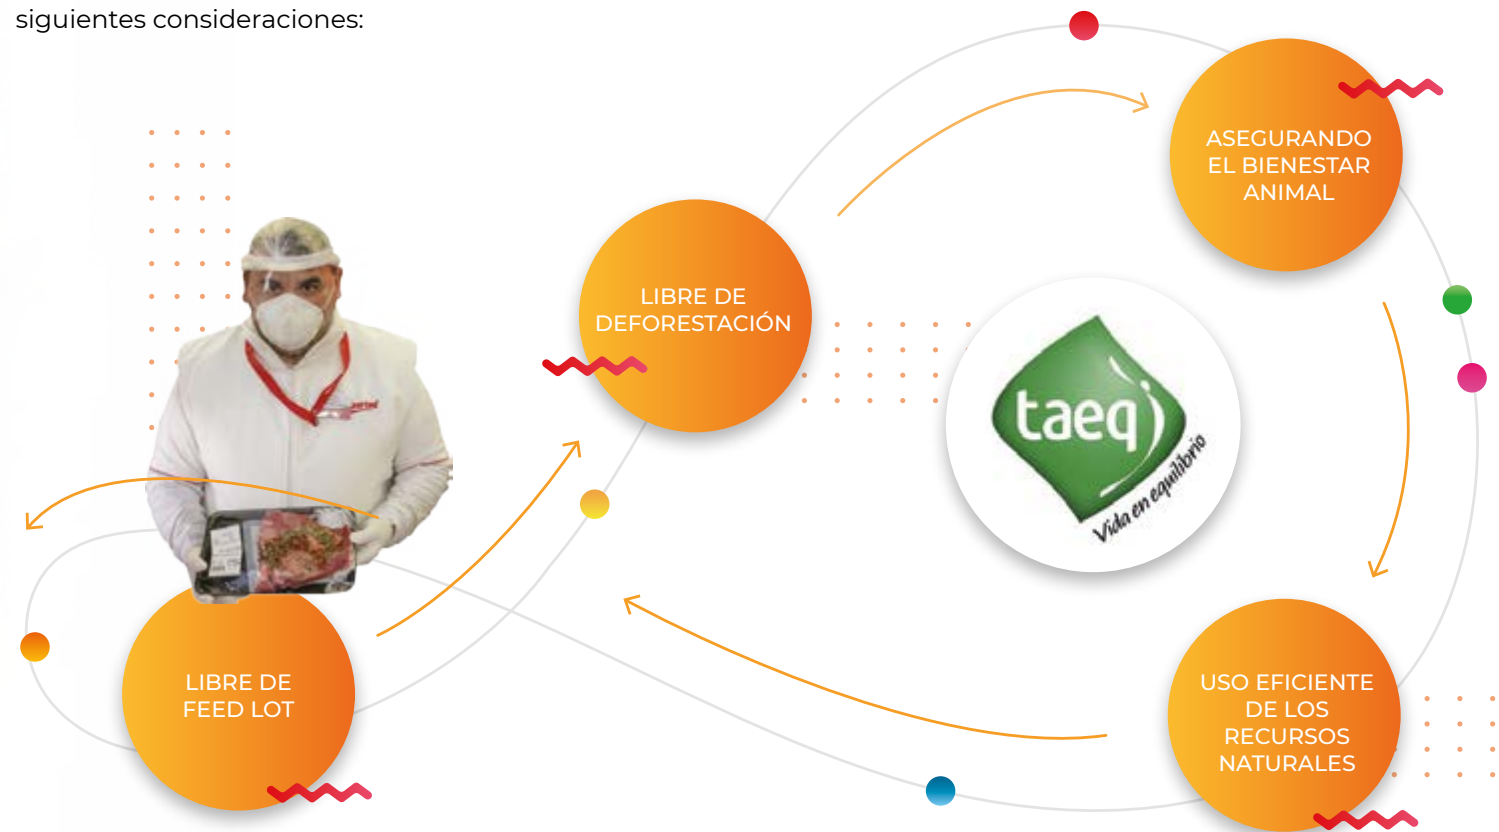 siguientes consideraciones:
ASEGURANDO
EL BIENESTAR
ANIMAL
LIBRE DE
DEFORESTACIÓN
taeq
Vida en equilibrio
LIBRE DE
FEED LOT
USO EFICIENTE
DE LOS
RECURSOS
NATURALES